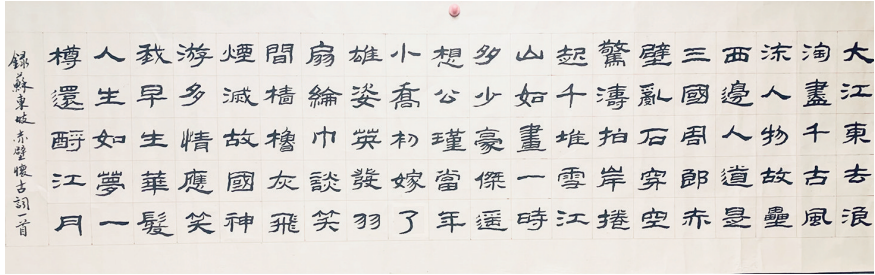 大江東去浪
淘盡千古風
流人物故壘
西邊人道是
三國周郎赤
壁亂石穿空
驚濤拍岸捲
起千堆雪江
山如畫一時
多少豪傑遥
想公瑾當年
小喬初嫁了
雄姿英發羽
扇綸巾談笑
間檣櫓灰飛
煙滅故國神
游多情應笑
我早生華髮
人生如夢一
樽還酹江月
録蘇東坡赤壁懷古詞一首